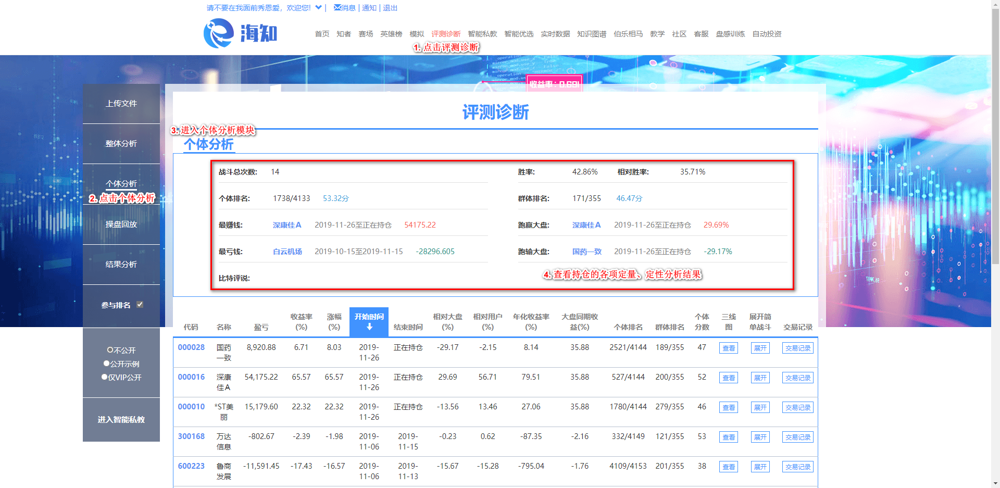 请不要在我面前秀恩爱，欢迎您! | 消息 | 通知 | 退出
海知
首页 知者 赛场 英雄榜 模拟 评测诊断 智能私教 智能优选 实时数据 知识图谱 伯乐相马 教学 社区 客服 盘感训练 自动投资
1. 点击评测诊断
收益率：0.691
上传文件
整体分析
个体分析
2. 点击个体分析
操盘回放
结果分析
参与排名
不公开
公开示例
仅VIP公开
进入智能私教
评测诊断
3. 进入个体分析模块
个体分析
战斗总次数: 14 胜率: 42.86% 相对胜率: 35.71%
个体排名: 1738/4133 53.32分 群体排名: 171/355 46.47分
最赚钱: 深康佳A 2019-11-26至正在持仓 54175.22 跑赢大盘: 深康佳A 2019-11-26至正在持仓 29.69%
最亏钱: 白云机场 2019-10-15至2019-11-15 -28296.605 跑输大盘: 国药一致 2019-11-26至正在持仓 -29.17%
比特评说:
4. 查看持仓的各项定量、定性分析结果
代码 名称 盈亏 收益率(%) 涨幅(%) 开始时间 结束时间 相对大盘(%) 相对用户(%) 年化收益率(%) 大盘同期收益(%) 个体排名 群体排名 个体分数 三线图 展开简单战斗 交易记录
000028 国药一致 8,920.88 6.71 8.03 2019-11-26 正在持仓 -29.17 -2.15 8.14 35.88 2521/4144 189/355 47 查看 展开 交易记录
000016 深康佳A 54,175.22 65.57 65.57 2019-11-26 正在持仓 29.69 56.71 79.51 35.88 527/4144 200/355 52 查看 展开 交易记录
000010 *ST美丽 15,179.60 22.32 22.32 2019-11-26 正在持仓 -13.56 13.46 27.06 35.88 1780/4144 279/355 46 查看 展开 交易记录
300168 万达信息 -802.67 -2.39 -1.98 2019-11-06 2019-11-15 -0.23 0.62 -87.35 -2.16 332/4149 121/355 53 查看 展开 交易记录
600223 鲁商发展 -11,591.45 -17.43 -16.57 2019-11-06 2019-11-13 -15.67 -15.28 -795.04 -1.76 4109/4153 201/355 38 查看 展开 交易记录